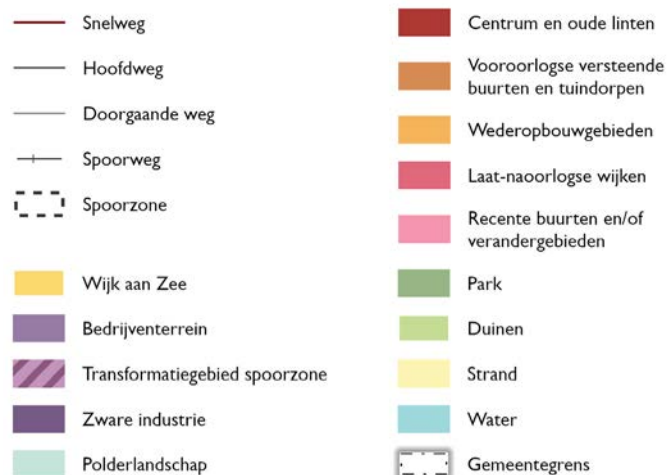 Snelweg
Hoofdweg
Doorgaande weg
Spoorweg
Spoorzone
Wijk aan Zee
Bedrijventerrein
Transformatiegebied spoorzone
Zware industrie
Polderlandschap
Centrum en oude linten
Vooroorlogse versteende
buurten en tuindorpen
Wederopbouwgebieden
Laat-naoorlogse wijken
Recente buurten en/of
verandergebieden
Park
Duinen
Strand
Water
Gemeentegrens